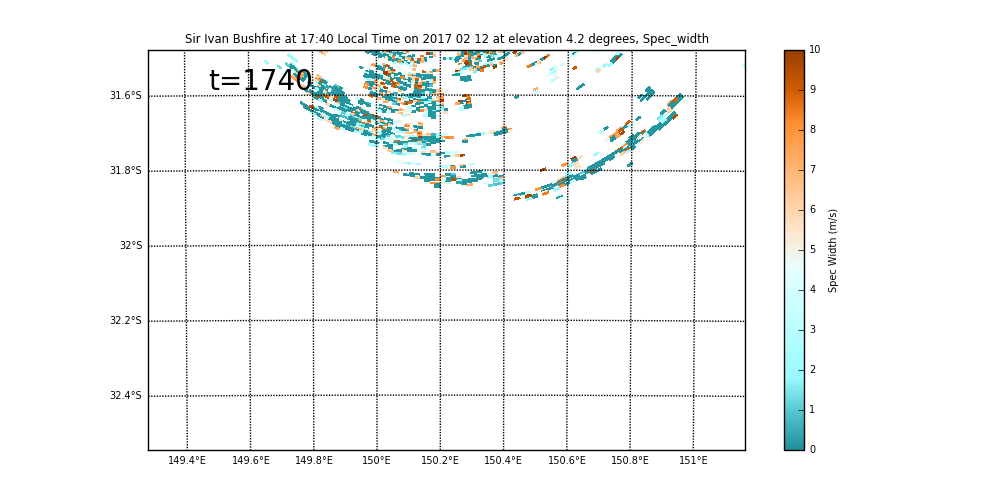 Sir Ivan Bushfire at 17:40 Local Time on 2017 02 12 at elevation 4.2 degrees, Spec_width
t=1740
31.6°S
31.8°S
32°S
32.2°S
32.4°S
149.4°E 149.6°E 149.8°E 150°E 150.2°E 150.4°E 150.6°E 150.8°E 151°E
10
9
8
7
6
5
4
3
2
1
0
Spec Width (m/s)